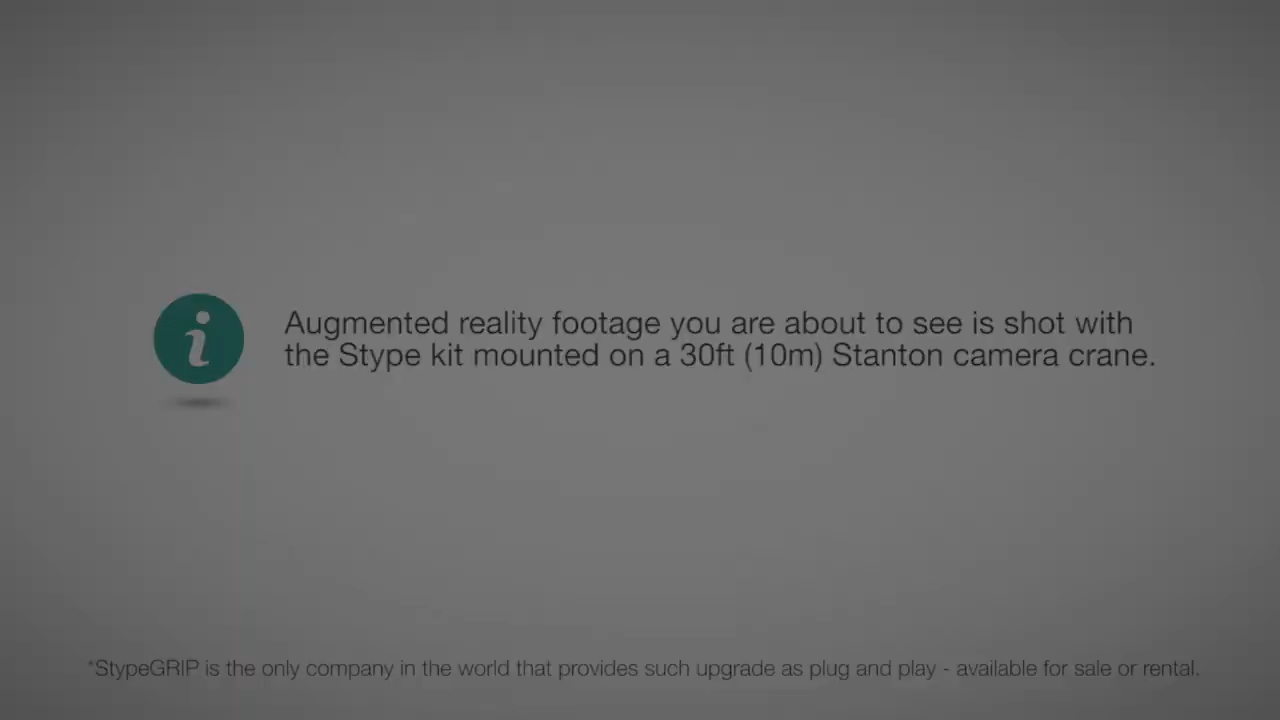 i
Augmented reality footage you are about to see is shot with
the Stype kit mounted on a 30ft (10m) Stanton camera crane.
*StypeGRIP is the only company in the world that provides such upgrade as plug and play - available for sale or rental.